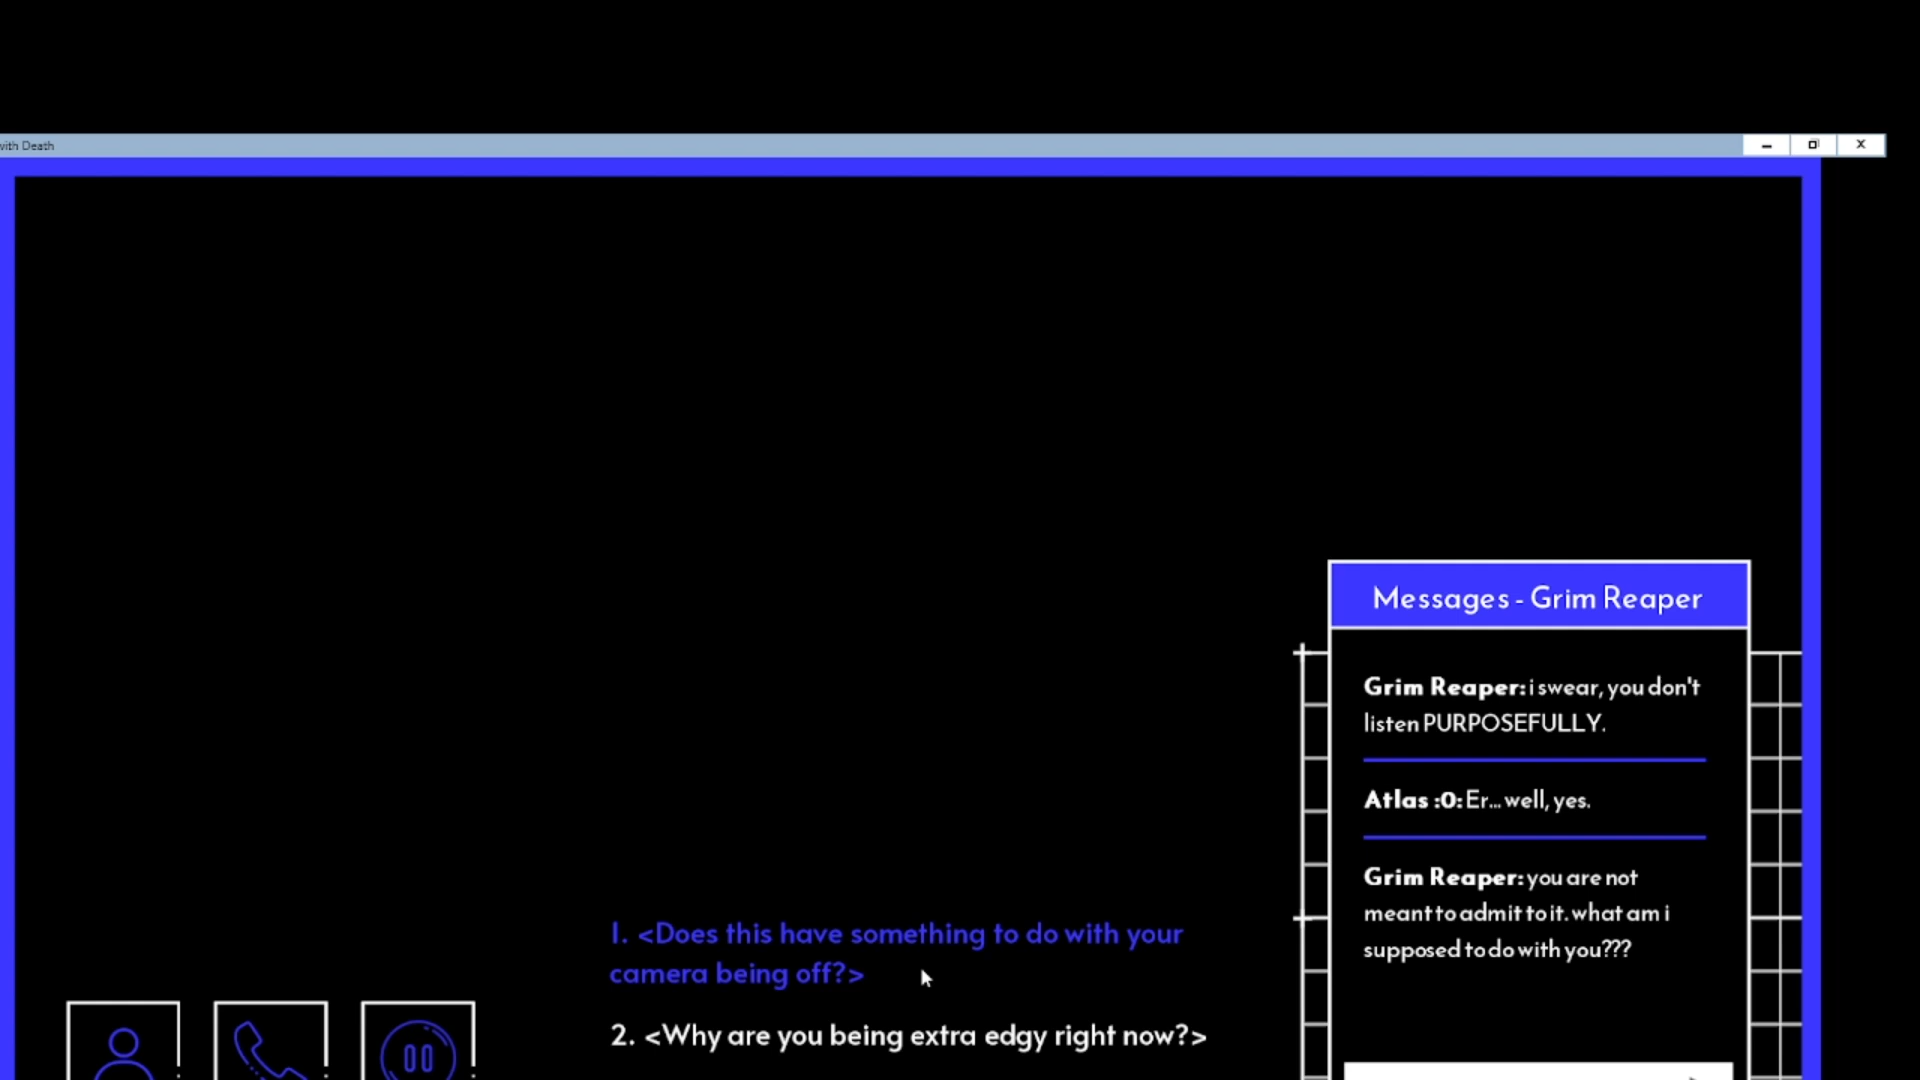 with Death
Messages - Grim Reaper
Grim Reaper: i swear, you don't
listen PURPOSEFULLY.
Atlas :0: Er... well, yes.
Grim Reaper: you are not
meant to admit to it. what am i
supposed to do with you???
1. <Does this have something to do with your
camera being off?>
2. <Why are you being extra edgy right now?>